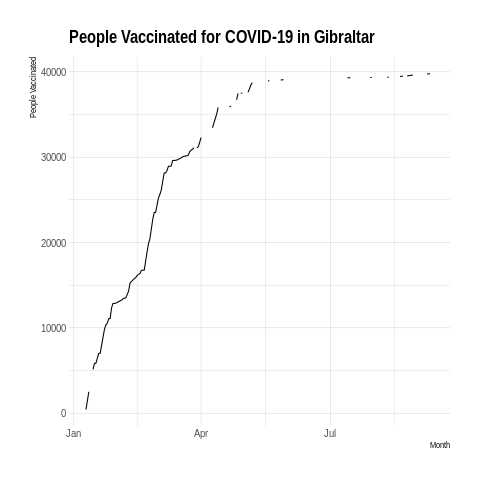 People Vaccinated for COVID-19 in Gibraltar
People Vaccinated
40000
30000
20000
10000
0
Jan Apr Jul
Month